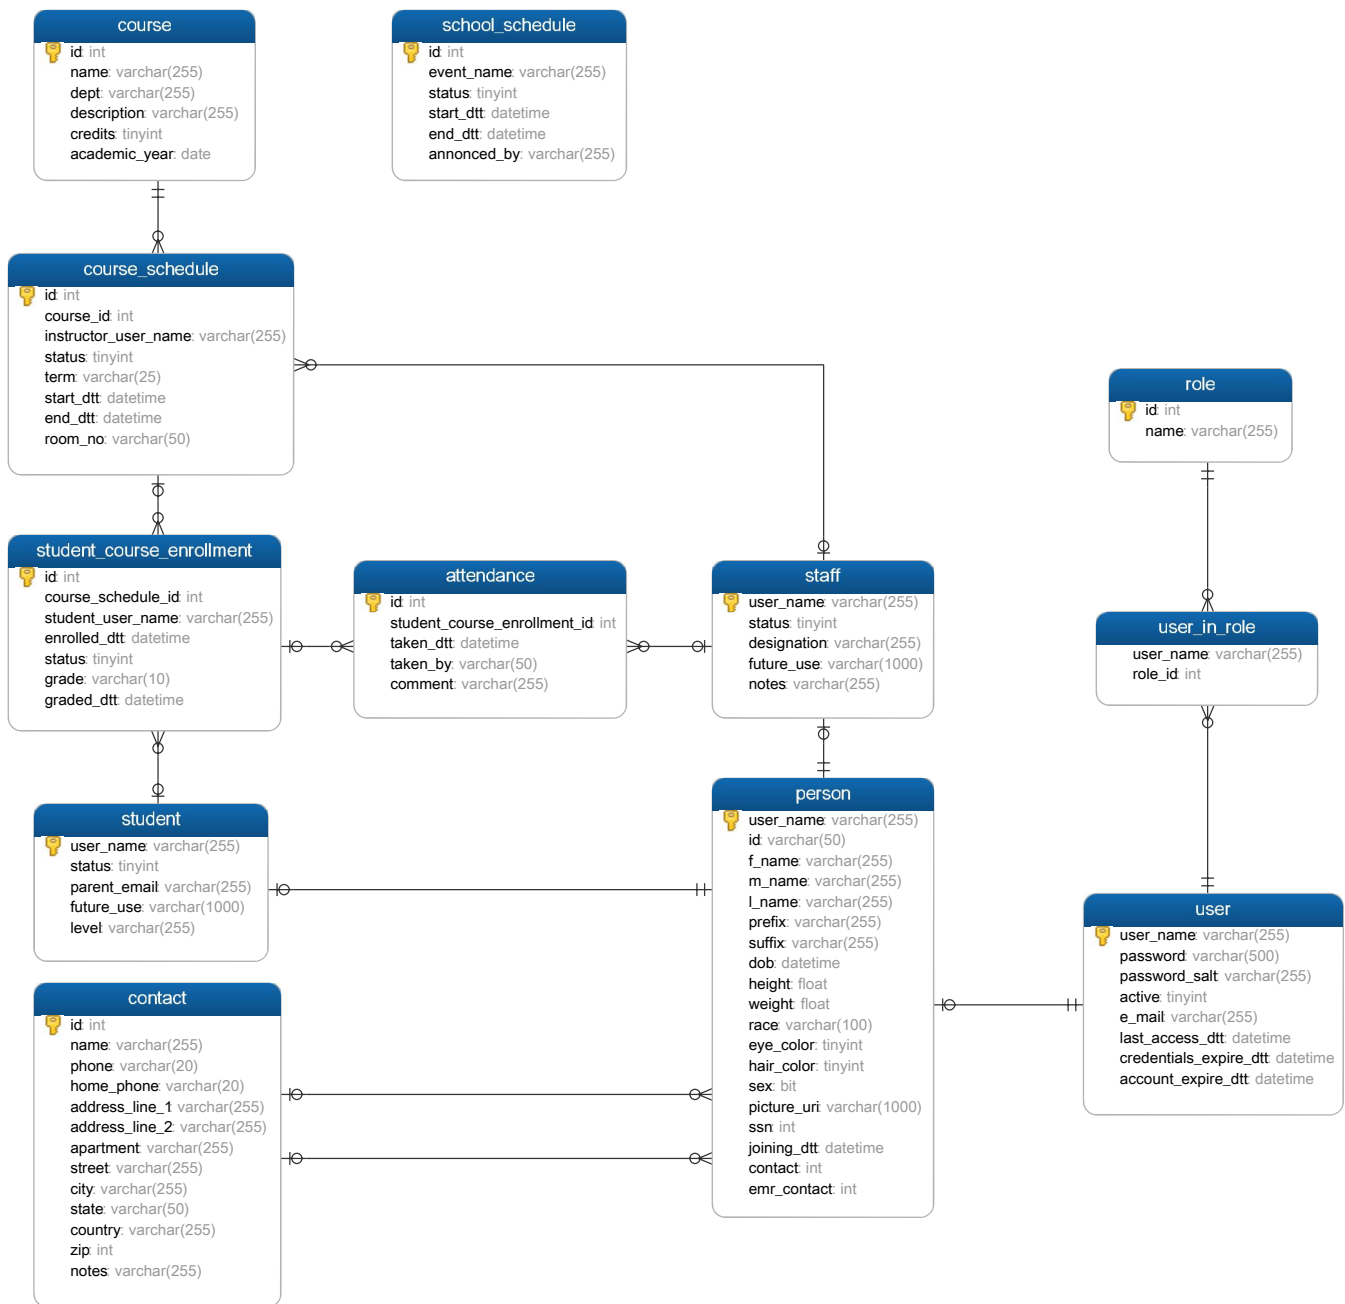 course
id: int
name: varchar(255)
dept: varchar(255)
description: varchar(255)
credits: tinyint
academic_year: date
school_schedule
id: int
event_name: varchar(255)
status: tinyint
start_dtt: datetime
end_dtt: datetime
annonced_by: varchar(255)
course_schedule
id: int
course_id: int
instructor_user_name: varchar(255)
status: tinyint
term: varchar(25)
start_dtt: datetime
end_dtt: datetime
room_no: varchar(50)
role
id: int
name: varchar(255)
student_course_enrollment
id: int
course_schedule_id: int
student_user_name: varchar(255)
enrolled_dtt: datetime
status: tinyint
grade: varchar(10)
graded_dtt: datetime
attendance
id: int
student_course_enrollment_id: int
taken_dtt: datetime
taken_by: varchar(50)
comment: varchar(255)
staff
user_name: varchar(255)
status: tinyint
designation: varchar(255)
future_use: varchar(1000)
notes: varchar(255)
user_in_role
user_name: varchar(255)
role_id: int
student
user_name: varchar(255)
status: tinyint
parent_email: varchar(255)
future_use: varchar(1000)
level: varchar(255)
person
user_name: varchar(255)
id: varchar(50)
f_name: varchar(255)
m_name: varchar(255)
l_name: varchar(255)
prefix: varchar(255)
suffix: varchar(255)
dob: datetime
height: float
weight: float
race: varchar(100)
eye_color: tinyint
hair_color: tinyint
sex: bit
picture_uri: varchar(1000)
ssn: int
joining_dtt: datetime
contact: int
emr_contact: int
user
user_name: varchar(255)
password: varchar(500)
password_salt: varchar(255)
active: tinyint
e_mail: varchar(255)
last_access_dtt: datetime
credentials_expire_dtt: datetime
account_expire_dtt: datetime
contact
id: int
name: varchar(255)
phone: varchar(20)
home_phone: varchar(20)
address_line_1: varchar(255)
address_line_2: varchar(255)
apartment: varchar(255)
street: varchar(255)
city: varchar(255)
state: varchar(50)
country: varchar(255)
zip: int
notes: varchar(255)